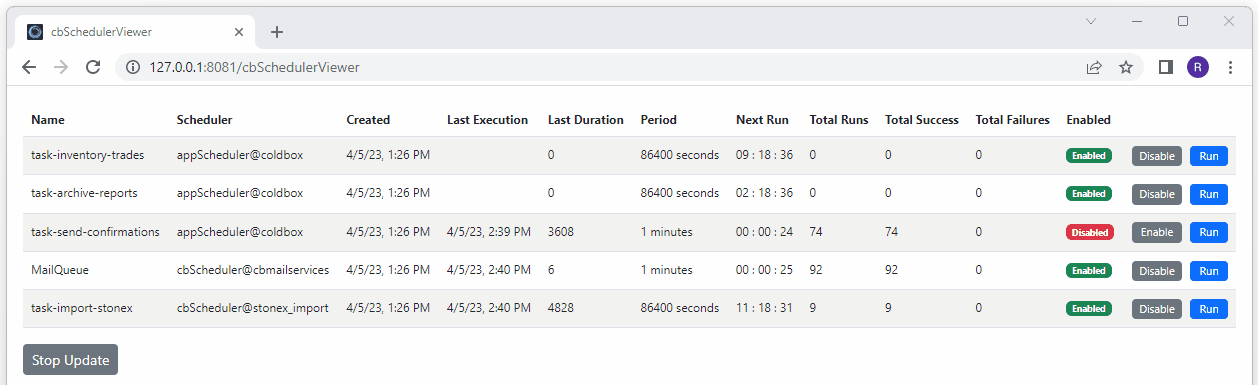 cbSchedulerViewer
127.0.0.1:8081/cbSchedulerViewer
R
Name Scheduler Created Last Execution Last Duration Period Next Run Total Runs Total Success Total Failures Enabled
task-inventory-trades appScheduler@coldbox 4/5/23, 1:26 PM 0 86400 seconds 09 : 18 : 36 0 0 0 Enabled Disable Run
task-archive-reports appScheduler@coldbox 4/5/23, 1:26 PM 0 86400 seconds 02 : 18 : 36 0 0 0 Enabled Disable Run
task-send-confirmations appScheduler@coldbox 4/5/23, 1:26 PM 4/5/23, 2:39 PM 3608 1 minutes 00 : 00 : 24 74 74 0 Disabled Enable Run
MailQueue cbScheduler@cbmailservices 4/5/23, 1:26 PM 4/5/23, 2:40 PM 6 1 minutes 00 : 00 : 25 92 92 0 Enabled Disable Run
task-import-stonex cbScheduler@stonex_import 4/5/23, 1:26 PM 4/5/23, 2:40 PM 4828 86400 seconds 11 : 18 : 31 9 9 0 Enabled Disable Run
Stop Update